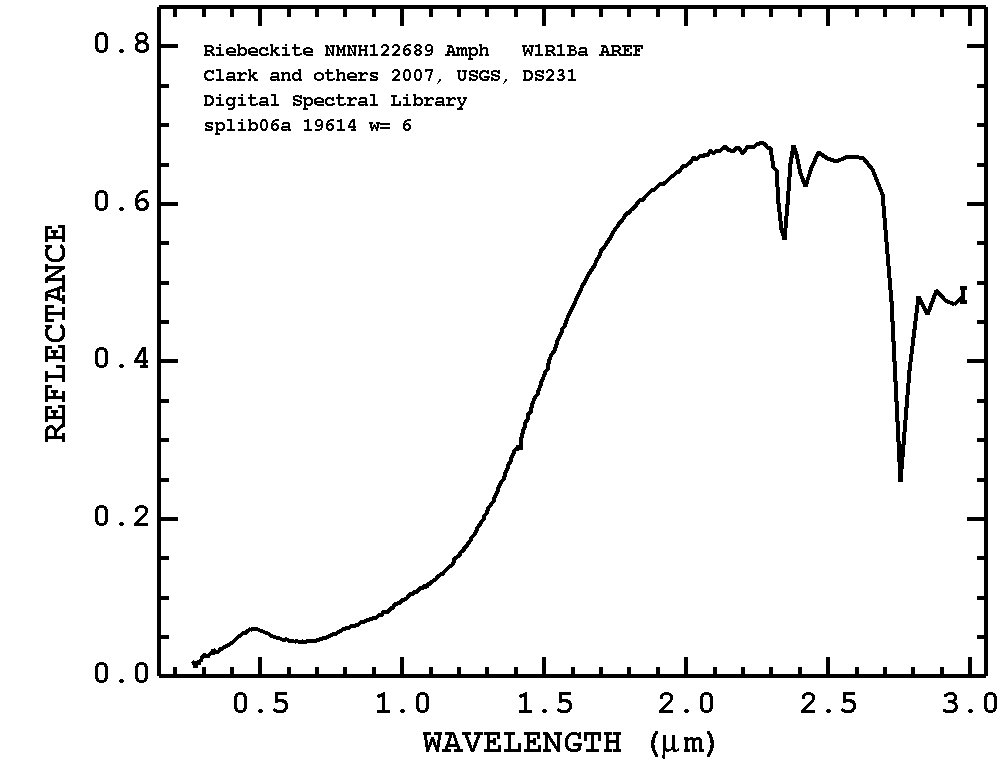 0.8
Riebeckite NMNH122689 Amph W1R1Ba AREF
Clark and others 2007, USGS, DS231
Digital Spectral Library
splib06a 19614 w= 6
0.6
REFLECTANCE
0.4
0.2
0.0
0.5 1.0 1.5 2.0 2.5 3.0
WAVELENGTH (μm)